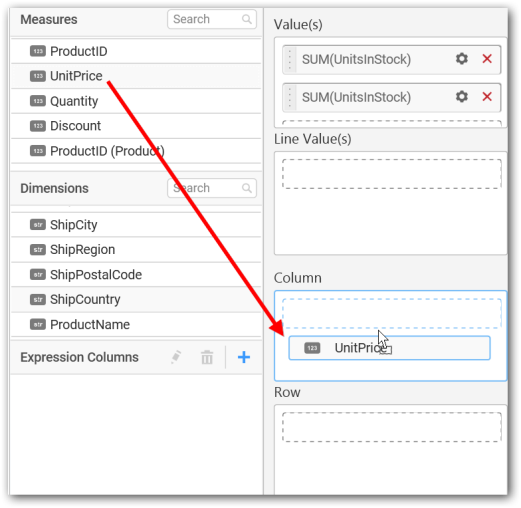 Measures
Search
123 ProductID
123 UnitPrice
123 Quantity
123 Discount
123 ProductID (Product)
Dimensions
Search
str ShipCity
str ShipRegion
str ShipPostalCode
str ShipCountry
str ProductName
Expression Columns
Value(s)
SUM(UnitsInStock)
SUM(UnitsInStock)
Line Value(s)
Column
123 UnitPrice
Row